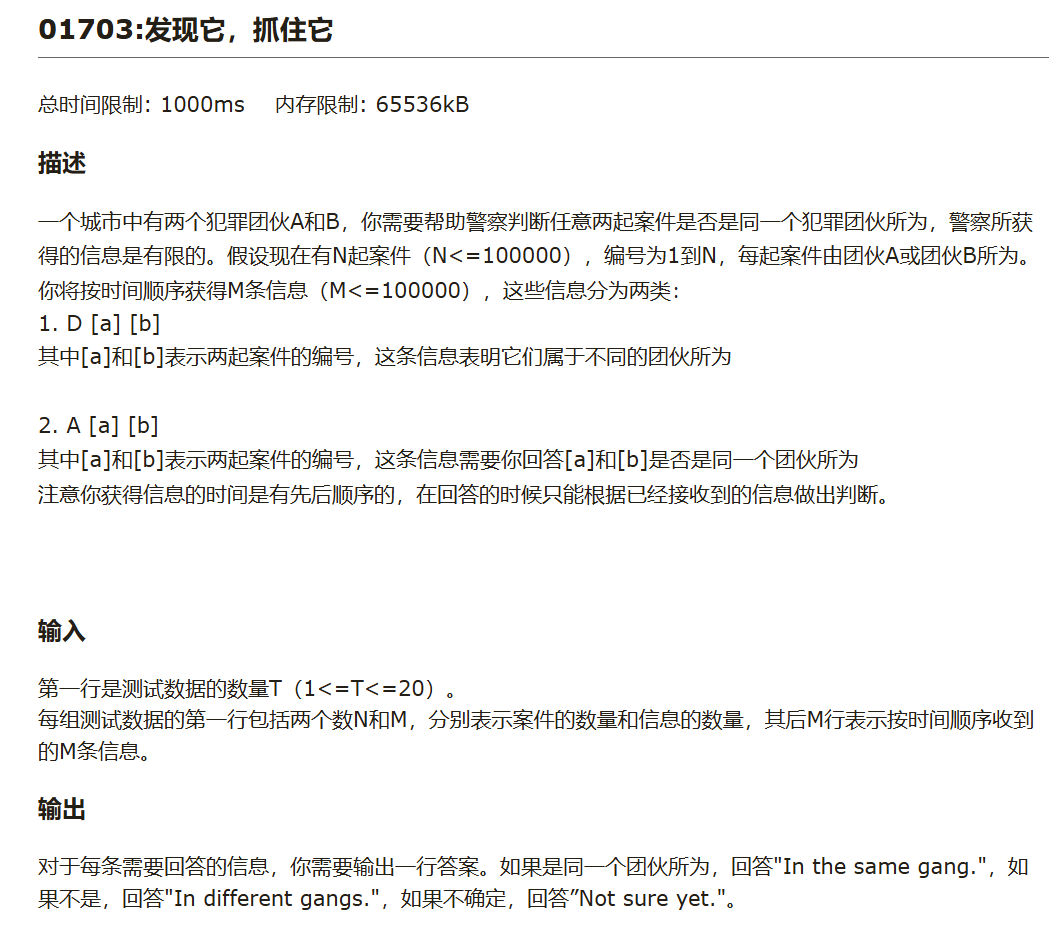 01703:发现它，抓住它
总时间限制: 1000ms 内存限制: 65536kB
描述
一个城市中有两个犯罪团伙A和B，你需要帮助警察判断任意两起案件是否是同一个犯罪团伙所为，警察所获
得的信息是有限的。假设现在有N起案件（N<=100000），编号为1到N，每起案件由团伙A或团伙B所为。
你将按时间顺序获得M条信息（M<=100000），这些信息分为两类：
1. D [a] [b]
其中[a]和[b]表示两起案件的编号，这条信息表明它们属于不同的团伙所为
2. A [a] [b]
其中[a]和[b]表示两起案件的编号，这条信息需要你回答[a]和[b]是否是同一个团伙所为
注意你获得信息的时间是有先后顺序的，在回答的时候只能根据已经接收到的信息做出判断。
输入
第一行是测试数据的数量T（1<=T<=20）。
每组测试数据的第一行包括两个数N和M，分别表示案件的数量和信息的数量，其后M行表示按时间顺序收到
的M条信息。
输出
对于每条需要回答的信息，你需要输出一行答案。如果是同一个团伙所为，回答"In the same gang."，如
果不是，回答"In different gangs."，如果不确定，回答”Not sure yet."。